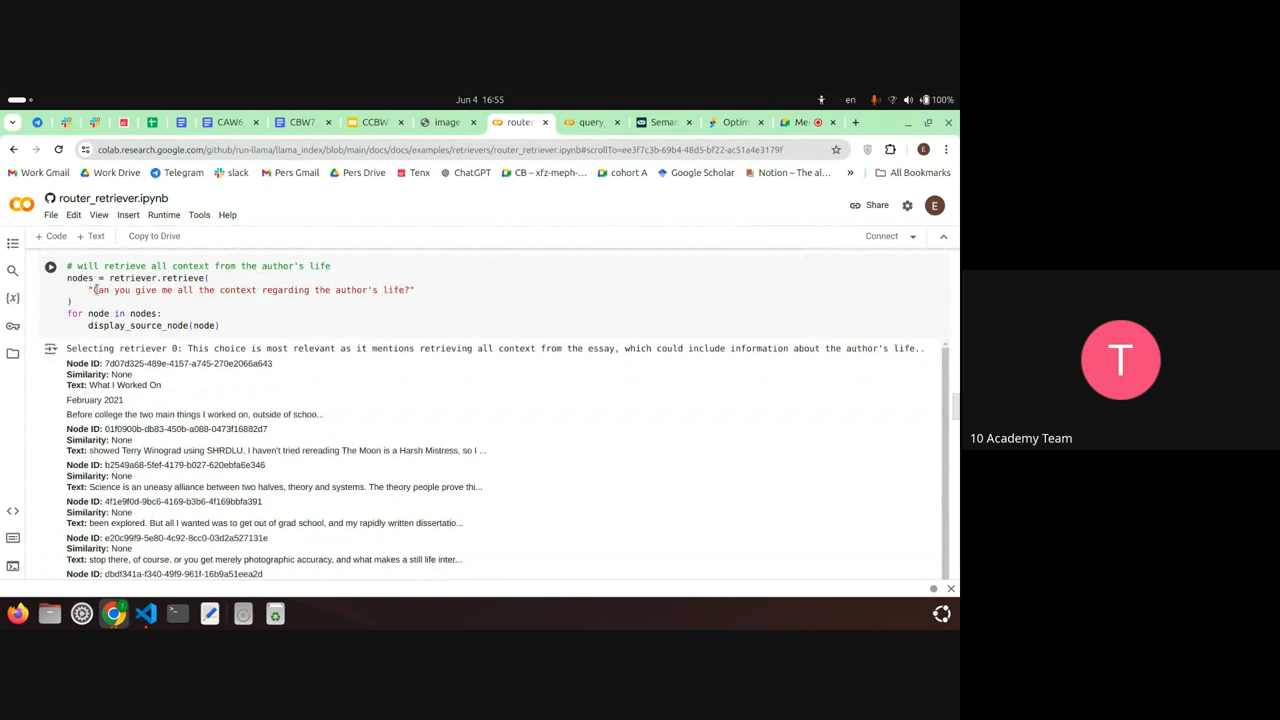 Jun 4 16:55
en
100%
CAW6
CBW7
CCBW
image
router
query_
Seman
Optim
Me
colab.research.google.com/github/run-llama/llama_index/blob/main/docs/docs/examples/retrievers/router_retriever.ipynb#scrollTo=ee3f7c3b-69b4-48d5-bf22-ac51a4e3179f
E
Work Gmail
Work Drive
Telegram
slack
Pers Gmail
Pers Drive
Tenx
ChatGPT
CB – xfz-meph-...
cohort A
Google Scholar
Notion – The al...
All Bookmarks
router_retriever.ipynb
File Edit View Insert Runtime Tools Help
Share
E
+ Code + Text Copy to Drive
Connect
# will retrieve all context from the author's life
nodes = retriever.retrieve(
"Can you give me all the context regarding the author's life?"
)
for node in nodes:
display_source_node(node)
Selecting retriever 0: This choice is most relevant as it mentions retrieving all context from the essay, which could include information about the author's life..
Node ID: 7d07d325-489e-4157-a745-270e2066a643
Similarity: None
Text: What I Worked On
February 2021
Before college the two main things I worked on, outside of schoo...
Node ID: 01f0900b-db83-450b-a088-0473f16882d7
Similarity: None
Text: showed Terry Winograd using SHRDLU. I haven't tried rereading The Moon is a Harsh Mistress, so I ...
Node ID: b2549a68-5fef-4179-b027-620ebfa6e346
Similarity: None
Text: Science is an uneasy alliance between two halves, theory and systems. The theory people prove thi...
Node ID: 4f1e9f0d-9bc6-4169-b3b6-4f169bbfa391
Similarity: None
Text: been explored. But all I wanted was to get out of grad school, and my rapidly written dissertatio...
Node ID: e20c99f9-5e80-4c92-8cc0-03d2a527131e
Similarity: None
Text: stop there, of course, or you get merely photographic accuracy, and what makes a still life inter...
Node ID: dbdf341a-f340-49f9-961f-16b9a51eea2d
T
10 Academy Team